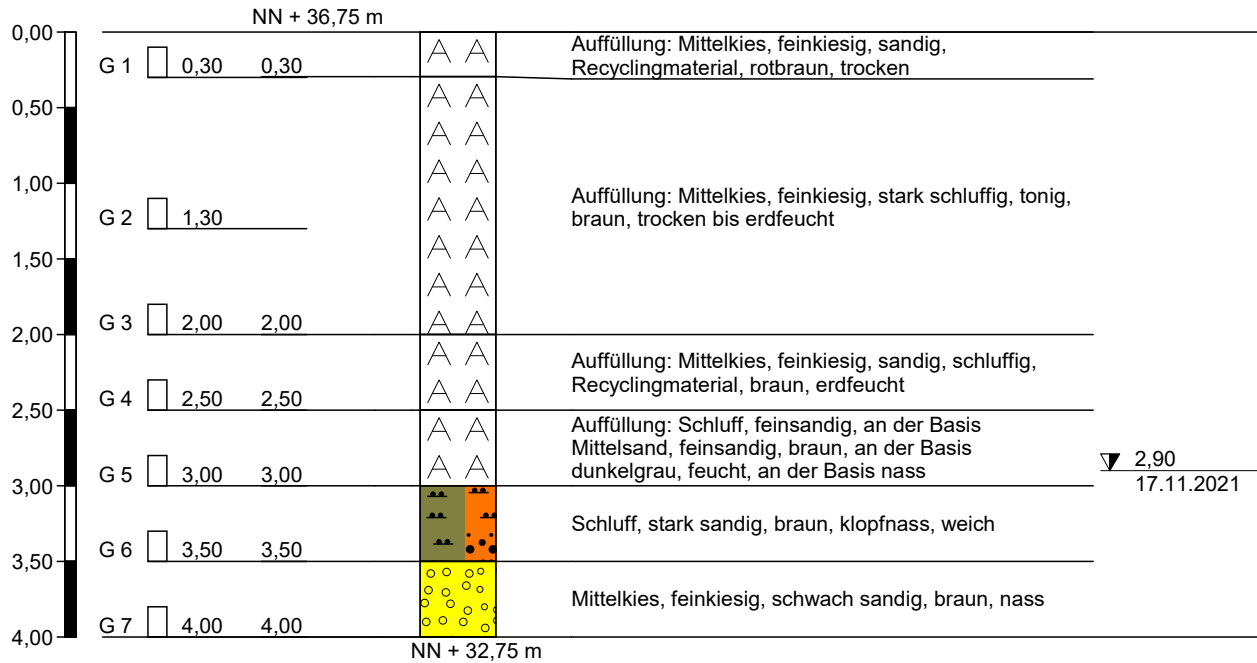 NN + 36,75 m
0,00
Auffüllung: Mittelkies, feinkiesig, sandig,
Recyclingmaterial, rotbraun, trocken
G 1 0,30 0,30
0,50
1,00
Auffüllung: Mittelkies, feinkiesig, stark schluffig, tonig,
braun, trocken bis erdfeucht
G 2 1,30
1,50
G 3 2,00 2,00
2,00
Auffüllung: Mittelkies, feinkiesig, sandig, schluffig,
Recyclingmaterial, braun, erdfeucht
G 4 2,50 2,50
2,50
Auffüllung: Schluff, feinsandig, an der Basis
Mittelsand, feinsandig, braun, an der Basis
dunkelgrau, feucht, an der Basis nass
2,90
17.11.2021
G 5 3,00 3,00
3,00
Schluff, stark sandig, braun, klopfnass, weich
G 6 3,50 3,50
3,50
Mittelkies, feinkiesig, schwach sandig, braun, nass
G 7 4,00 4,00
4,00
NN + 32,75 m